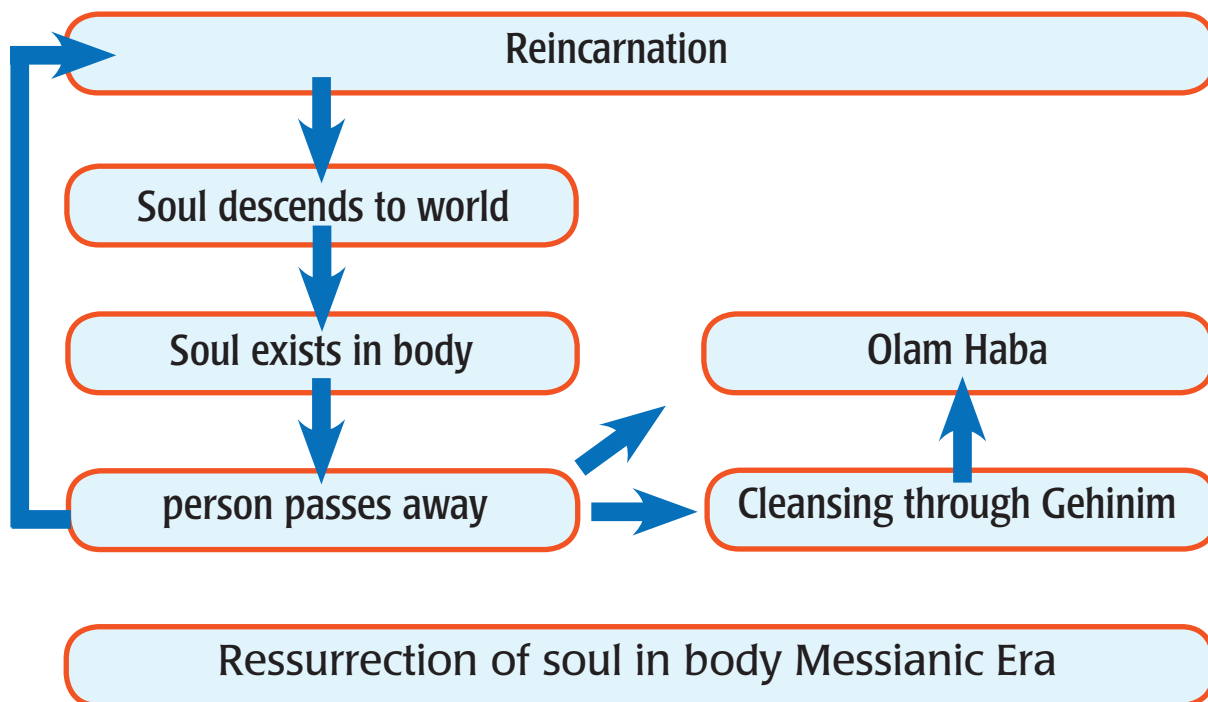 Reincarnation
Soul descends to world
Soul exists in body
Olam Haba
person passes away
Cleansing through Gehinim
Ressurrection of soul in body Messianic Era